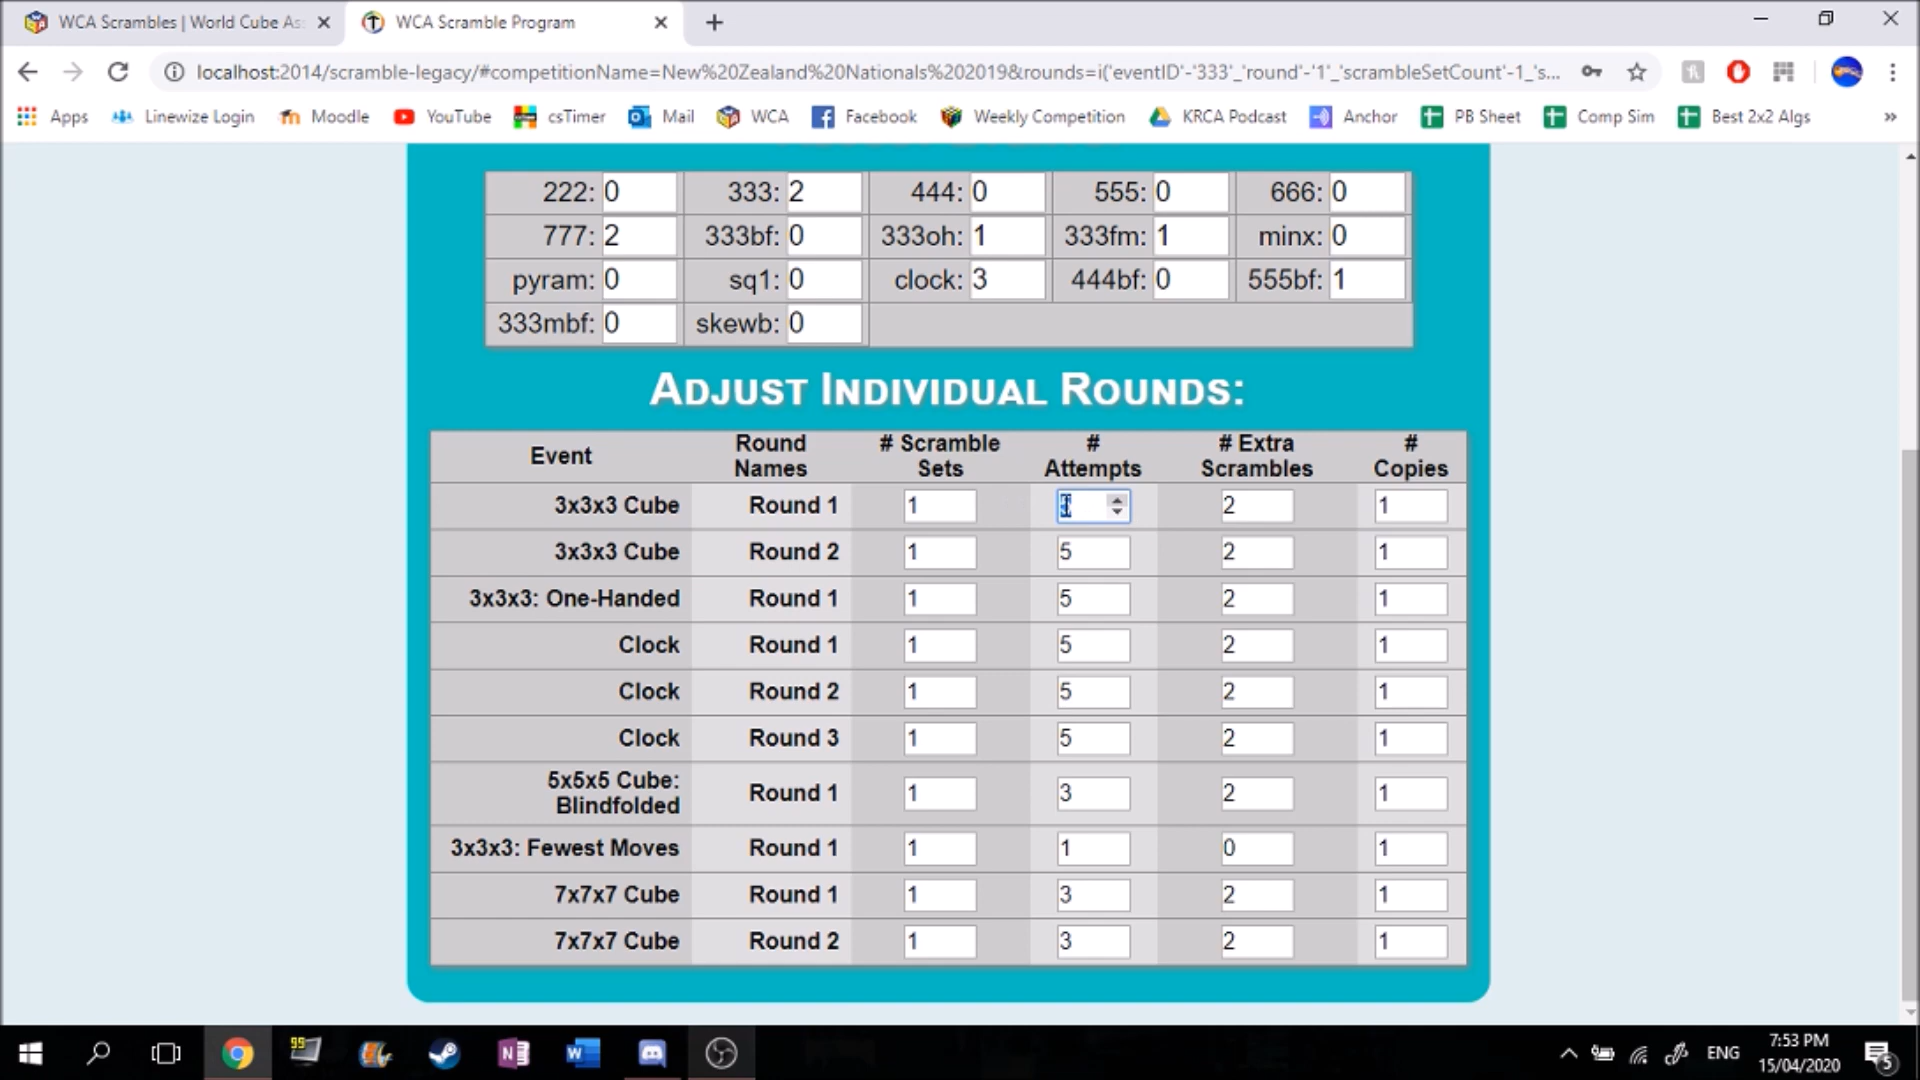 WCA Scrambles | World Cube As
WCA Scramble Program
localhost:2014/scramble-legacy/#competitionName=New%20Zealand%20Nationals%202019&rounds=i('eventID'-'333'_'round'-'1'_'scrambleSetCount'-1_'s...
Apps Linewize Login Moodle YouTube csTimer Mail WCA Facebook Weekly Competition KRCA Podcast Anchor PB Sheet Comp Sim Best 2x2 Algs »
222: 0 333: 2 444: 0 555: 0 666: 0
777: 2 333bf: 0 333oh: 1 333fm: 1 minx: 0
pyram: 0 sq1: 0 clock: 3 444bf: 0 555bf: 1
333mbf: 0 skewb: 0
ADJUST INDIVIDUAL ROUNDS:
Event Round Names # Scramble Sets # Attempts # Extra Scrambles # Copies
3x3x3 Cube Round 1 1 2 1
3x3x3 Cube Round 2 1 5 2 1
3x3x3: One-Handed Round 1 1 5 2 1
Clock Round 1 1 5 2 1
Clock Round 2 1 5 2 1
Clock Round 3 1 5 2 1
5x5x5 Cube: Blindfolded Round 1 1 3 2 1
3x3x3: Fewest Moves Round 1 1 1 0 1
7x7x7 Cube Round 1 1 3 2 1
7x7x7 Cube Round 2 1 3 2 1
99
ENG
7:53 PM
15/04/2020
5